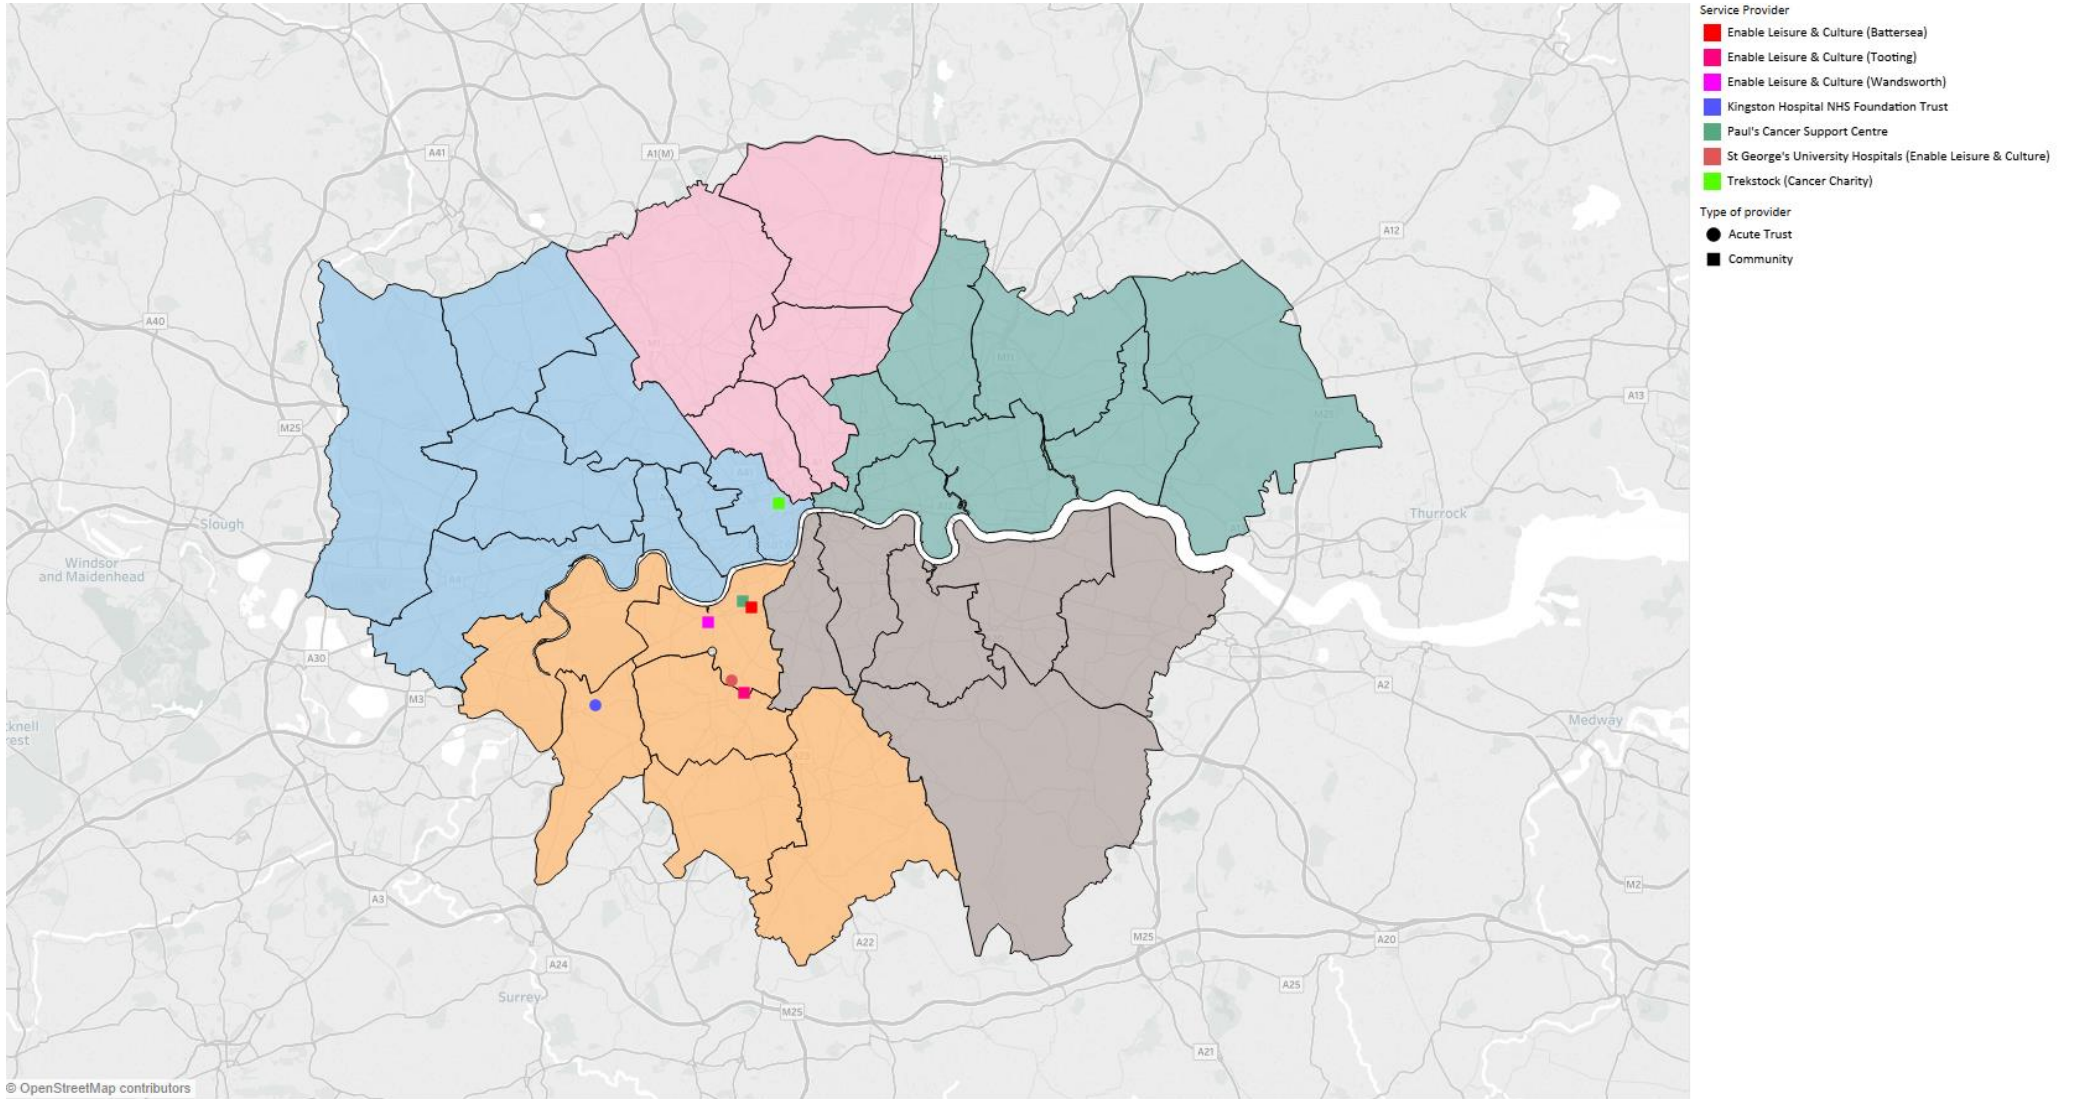 Service Provider
Enable Leisure & Culture (Battersea)
Enable Leisure & Culture (Tooting)
Enable Leisure & Culture (Wandsworth)
Kingston Hospital NHS Foundation Trust
Paul's Cancer Support Centre
St George's University Hospitals (Enable Leisure & Culture)
Trekstock (Cancer Charity)
Type of provider
Acute Trust
Community
A41
A1(M)
A12
A40
A13
M25
Slough
Thurrock
Windsor
and Maidenhead
A30
M3
A2
Medway
M2
A3
A22
M25
A20
A24
A25
Surrey
M25
A21
© OpenStreetMap contributors